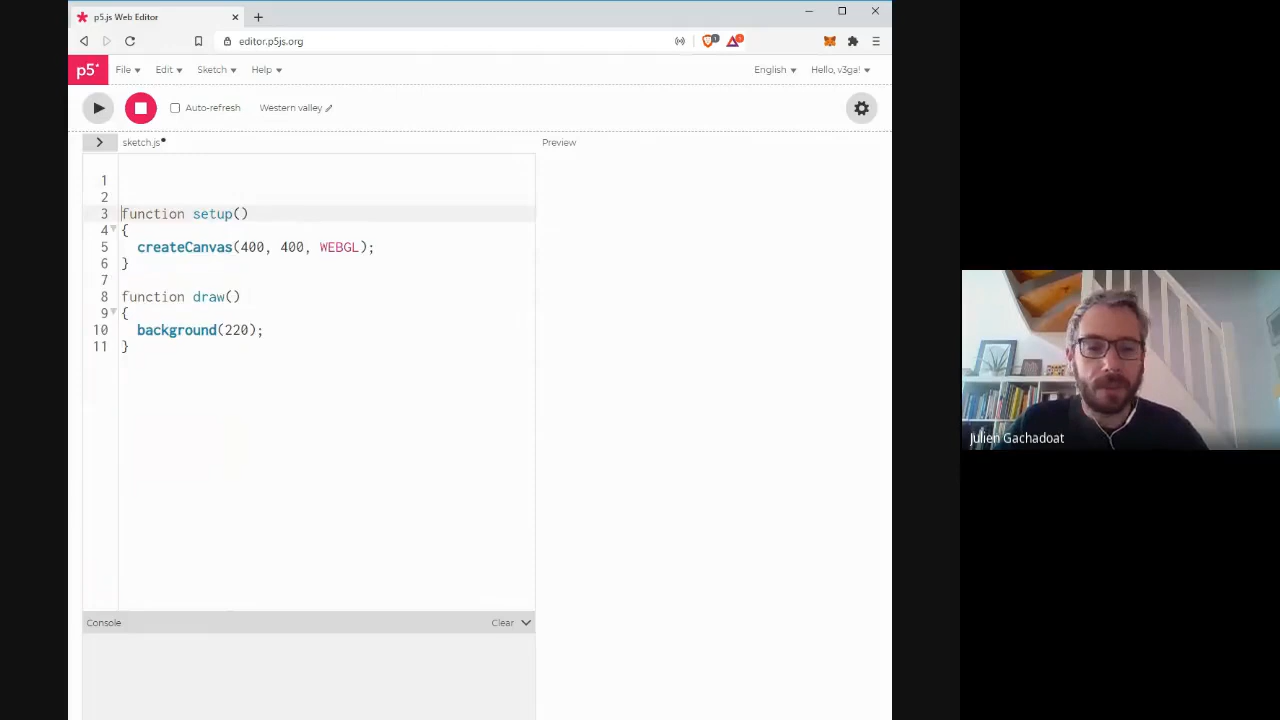 p5.js Web Editor
editor.p5js.org
p5*
File
Edit
Sketch
Help
English
Hello, v3ga!
Auto-refresh
Western valley
sketch.js
Preview
1
2
3 function setup()
4 {
5 createCanvas(400, 400, WEBGL);
6 }
7
8 function draw()
9 {
10 background(220);
11 }
Console
Clear
Julien Gachadoat